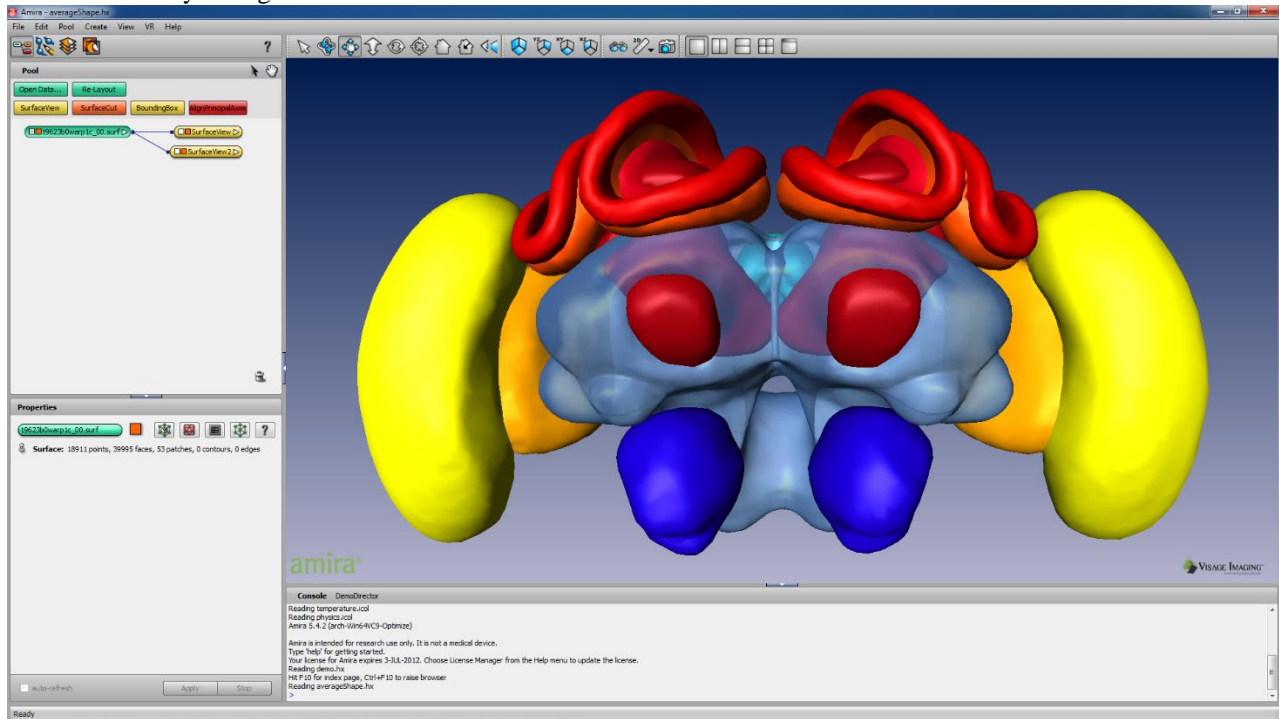 Amira - averageShape.hx
File Edit Pool Create View VR Help
?
Pool
Open Data... Re-Layout
SurfaceView SurfaceCut BoundingBox AlignPrincipalAxes
t9623b0warp1c_00.surf SurfaceView
SurfaceView2
Properties
t9623b0warp1c_00.surf ?
Surface: 18911 points, 39995 faces, 53 patches, 0 contours, 0 edges
amira
VISAGE IMAGING
Console DemoDirector
Reading temperature.icol
Reading physics.icol
Amira 5.4.2 (arch-Win64VC9-Optimize)
Amira is intended for research use only. It is not a medical device.
Type 'help' for getting started.
Your license for Amira expires 3-JUL-2012. Choose License Manager from the Help menu to update the license.
Reading demo.hx
Hit F10 for index page, Ctrl+F10 to raise browser
Reading averageShape.hx
>
auto-refresh Apply Stop
Ready